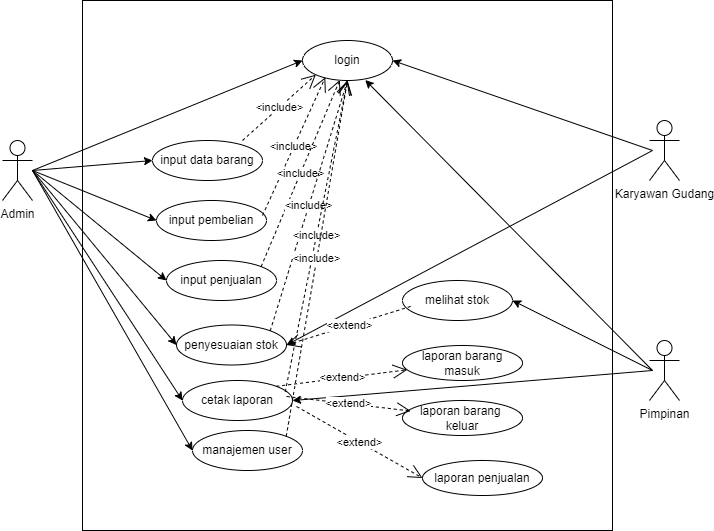 login
<include>
input data barang
<include>
Admin
Karyawan Gudang
<include>
input pembelian
<include>
<include>
<include>
input penjualan
melihat stok
<extend>
penyesuaian stok
laporan barang
masuk
<extend>
cetak laporan
<extend>
laporan barang
keluar
Pimpinan
<extend>
manajemen user
laporan penjualan